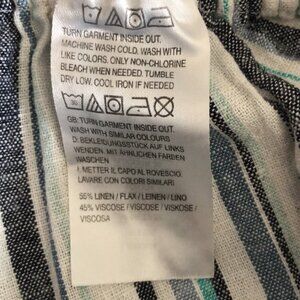 TURN GARMENT INSIDE OUT.
MACHINE WASH COLD. WASH WITH
LIKE COLORS. ONLY NON-CHLORINE
BLEACH WHEN NEEDED. TUMBLE
DRY LOW. COOL IRON IF NEEDED
30
GB: TURN GARMENT INSIDE OUT.
WASH WITH SIMILAR COLOURS
D. BEKLEIDUNGSSTÜCK AUF LINKS
WENDEN. MIT ÄHNLICHEN FARBEN
WASCHEN
I. METTER IL CAPO AL ROVESCIO
LAVARE CON COLORI SIMILARI
55% LINEN / FLAX / LEINEN / LINO
45% VISCOSE / VISCOSE / VISKOSE /
VISCOSA